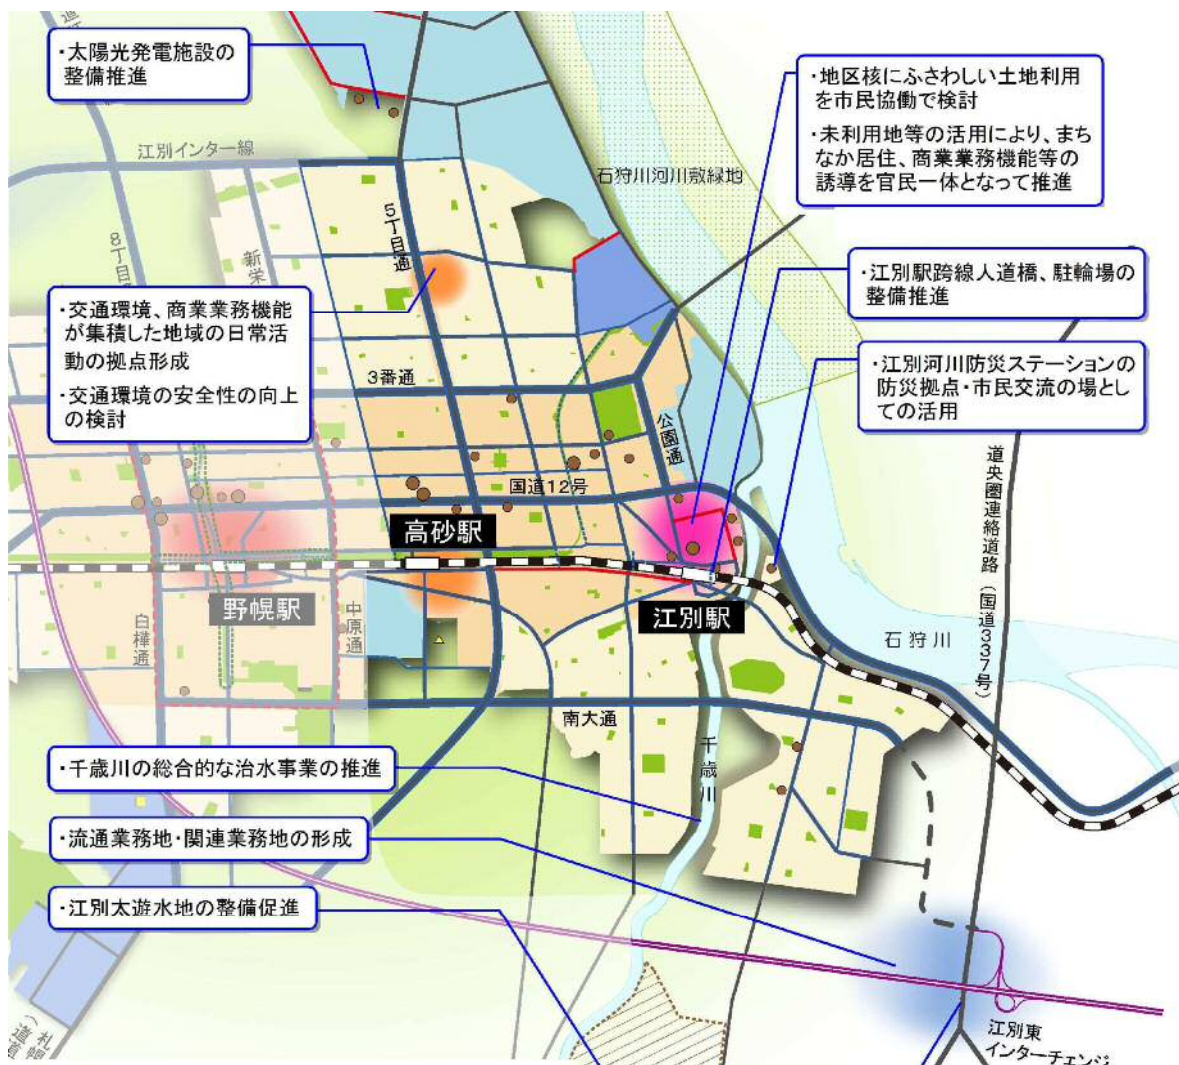 ・太陽光発電施設の
整備推進
・地区核にふさわしい土地利用
を市民協働で検討
・未利用地等の活用により、まち
なか居住、商業業務機能等の
誘導を官民一体となって推進
江別インター線
石狩川河川敷緑地
5丁目通
8丁目
新栄
・江別駅跨線人道橋、駐輪場の
整備推進
・交通環境、商業業務機能
が集積した地域の日常活
動の拠点形成
・交通環境の安全性の向上
の検討
・江別河川防災ステーションの
防災拠点・市民交流の場とし
ての活用
3番通
公園通
国道12号
道央圏連絡道路(国道337号)
高砂駅
野幌駅
江別駅
白樺通
中原通
石狩川
南大通
千歳川
・千歳川の総合的な治水事業の推進
・流通業務地・関連業務地の形成
・江別太遊水地の整備促進
江別東
インターチェンジ